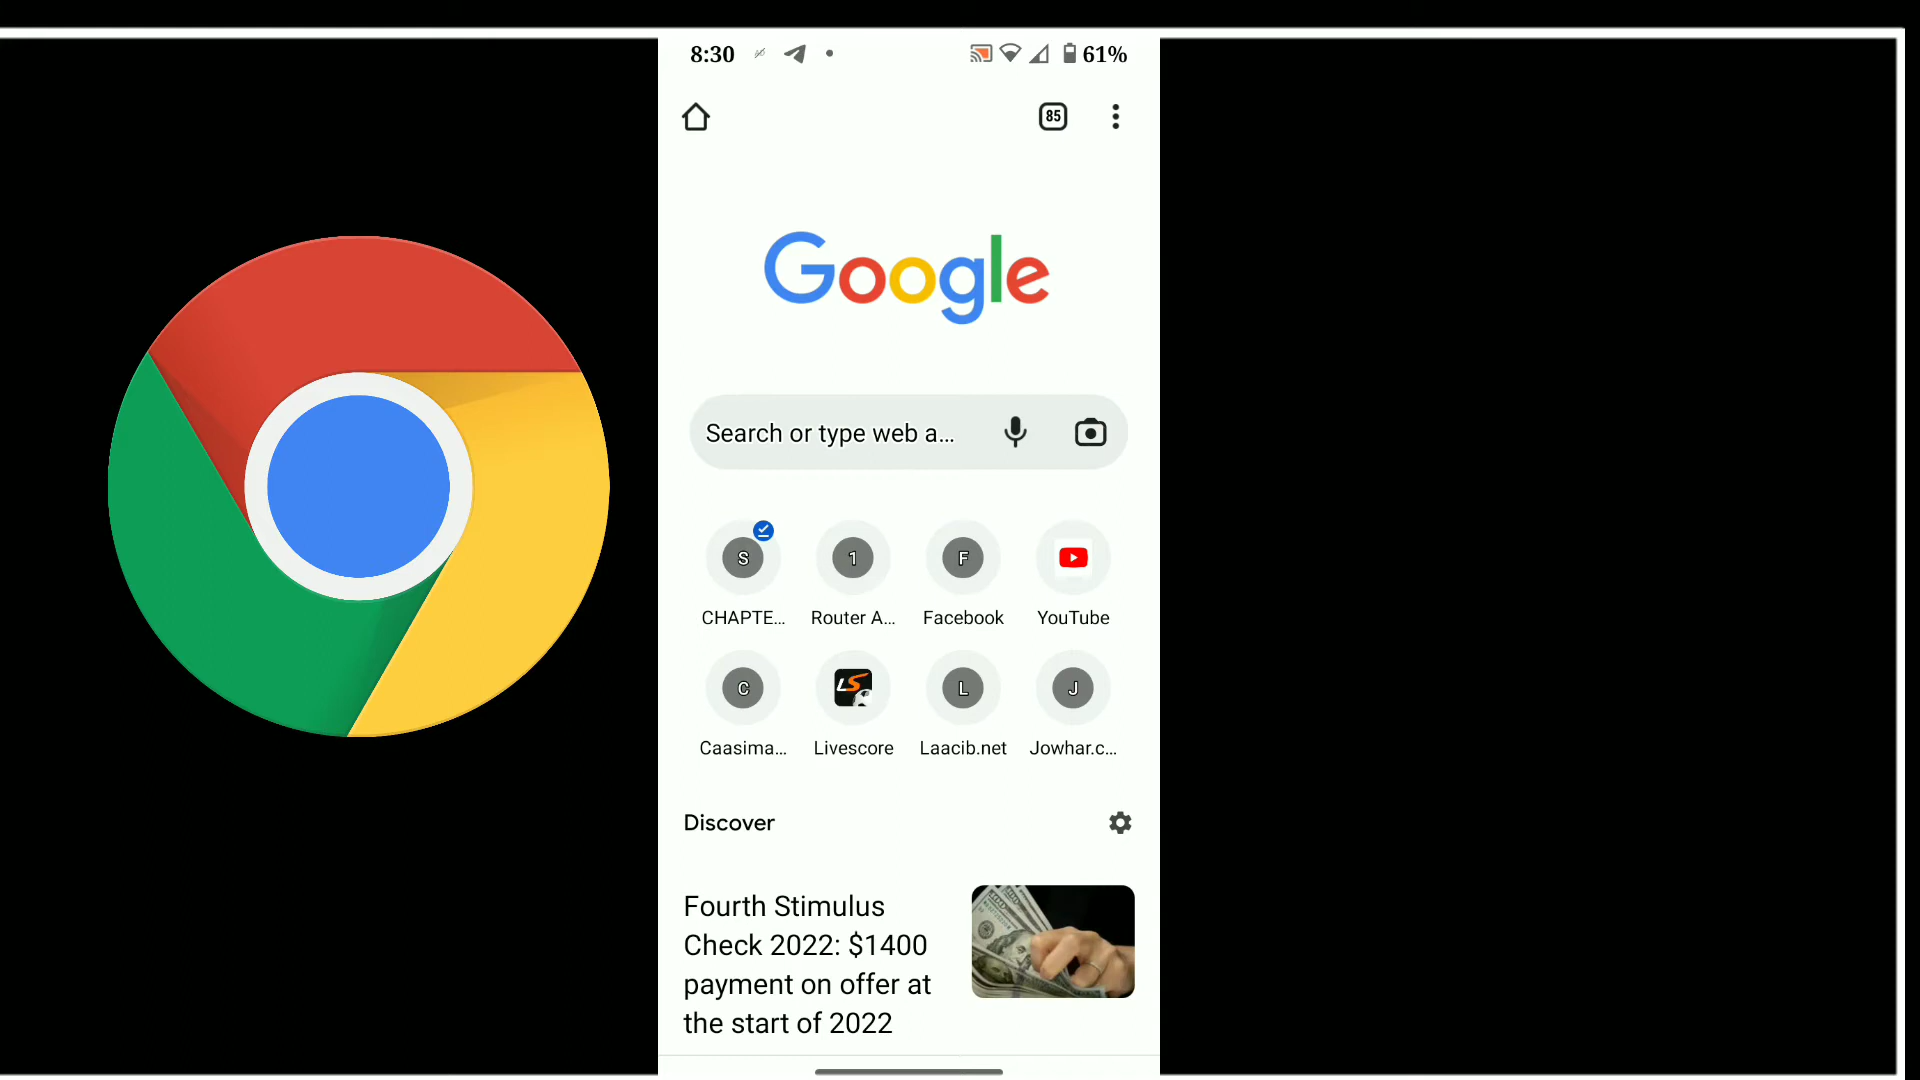 8:30 61%
85
Google
Search or type web a...
S 1 F
CHAPTE... Router A... Facebook YouTube
C LS L J
Caasima... Livescore Laacib.net Jowhar.c...
Discover
Fourth Stimulus
Check 2022: $1400
payment on offer at
the start of 2022